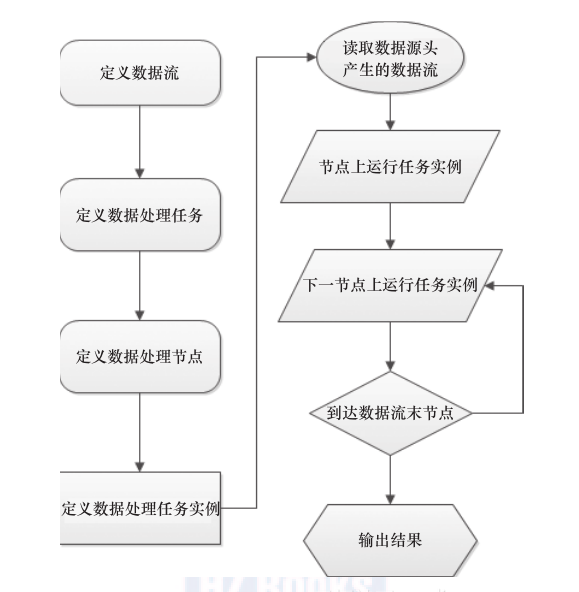 定义数据流
定义数据处理任务
定义数据处理节点
定义数据处理任务实例
读取数据源头
产生的数据流
节点上运行任务实例
下一节点上运行任务实例
到达数据流末节点
输出结果